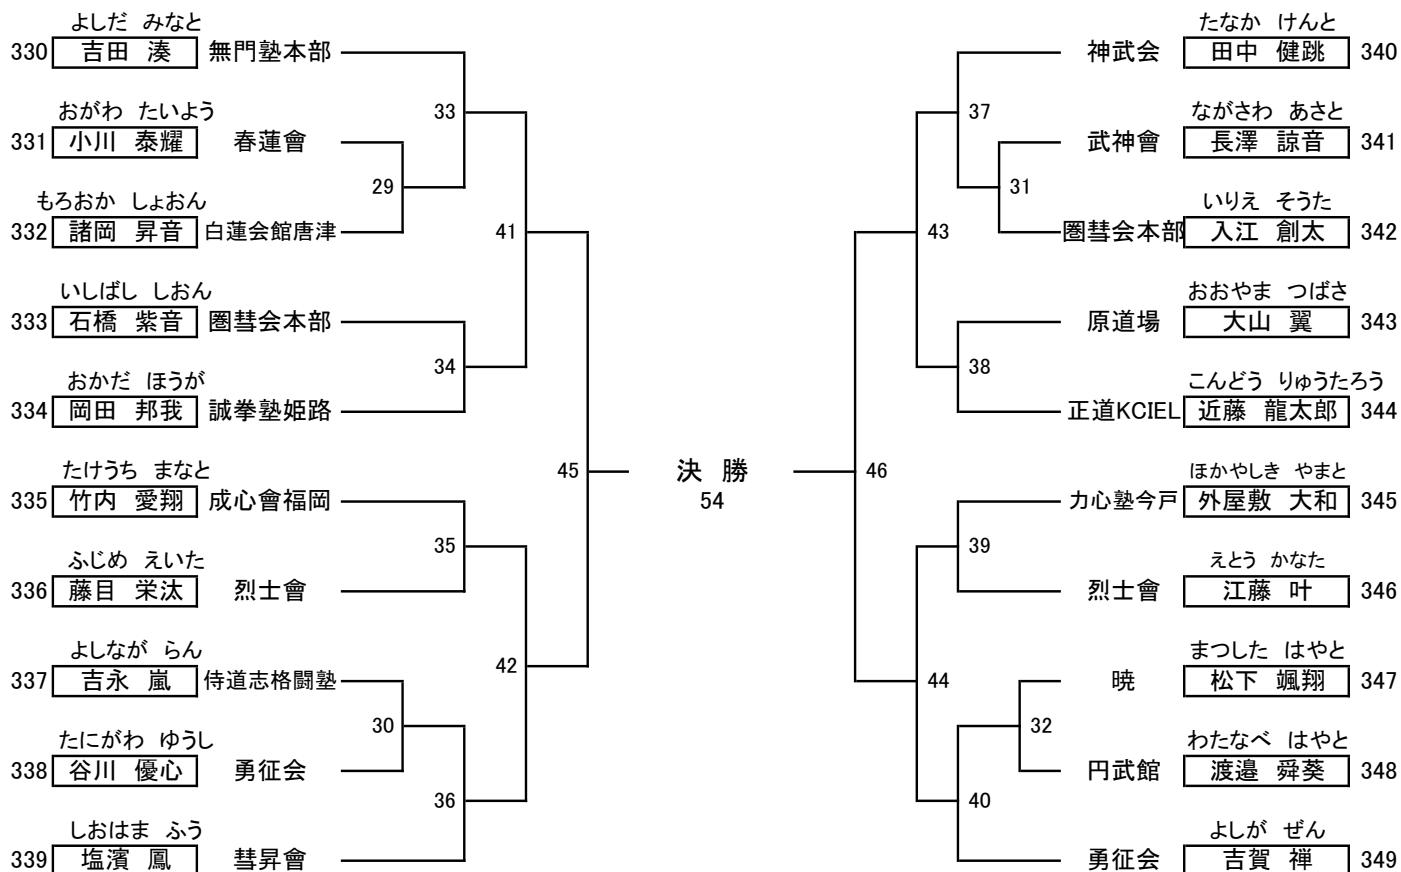 よしだ みなと
330 吉田 湊 無門塾本部
33
おがわ たいよう
331 小川 泰耀 春蓮會
29
もろおか しょおん
332 諸岡 昇音 白蓮会館唐津
41
いしばし しおん
333 石橋 紫音 圏彗会本部
34
おかだ ほうが
334 岡田 邦我 誠拳塾姫路
45
たけうち まなと
335 竹内 愛翔 成心會福岡
35
ふじめ えいた
336 藤目 栄汰 烈士會
42
よしなが らん
337 吉永 嵐 侍道志格闘塾
30
たにがわ ゆうし
338 谷川 優心 勇征会
36
しおはま ふう
339 塩濱 鳳 彗昇會
決 勝
54
たなか けんと
神武会 田中 健跳 340
37
ながさわ あさと
武神會 長澤 諒音 341
31
いりえ そうた
圏彗会本部 入江 創太 342
43
おおやま つばさ
原道場 大山 翼 343
38
こんどう りゅうたろう
正道KCIEL 近藤 龍太郎 344
46
ほかやしき やまと
力心塾今戸 外屋敷 大和 345
39
えとう かなた
烈士會 江藤 叶 346
44
まつした はやと
暁 松下 颯翔 347
32
わたなべ はやと
円武館 渡邉 舜葵 348
40
よしが ぜん
勇征会 吉賀 禅 349